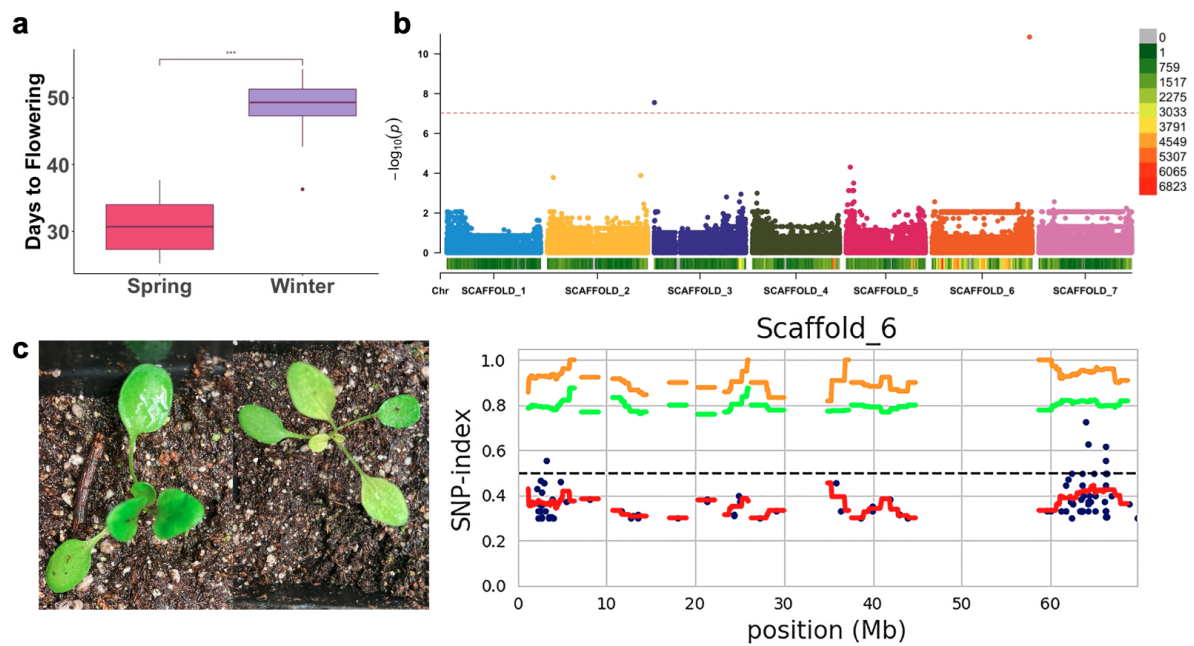 a
Days to Flowering
50
40
30
***
Spring
Winter
b
− log₁₀(p)
10
8
6
4
2
0
Chr SCAFFOLD_1 SCAFFOLD_2 SCAFFOLD_3 SCAFFOLD_4 SCAFFOLD_5 SCAFFOLD_6 SCAFFOLD_7
0
1
759
1517
2275
3033
3791
4549
5307
6065
6823
c
Scaffold_6
SNP-index
1.0
0.8
0.6
0.4
0.2
0.0
0 10 20 30 40 50 60
position (Mb)